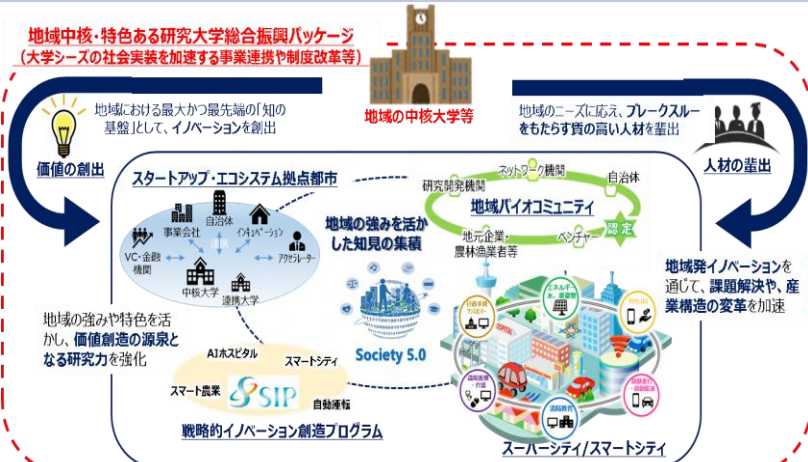 地域中核・特色ある研究大学総合振興パッケージ
(大学シーズの社会実装を加速する事業連携や制度改革等)
地域の中核大学等
地域における最大かつ最先端の「知の
基盤」として、イノベーションを創出
価値の創出
地域のニーズに応え、ブレークスルー
をもたらす質の高い人材を輩出
人材の輩出
スタートアップ・エコシステム拠点都市
自治体
事業会社
インキュベーション
VC・金融
機関
アクセラレーター
中核大学
連携大学
地域の強みを活か
した知見の集積
Society 5.0
ネットワーク機関
研究開発機関
自治体
地域バイオコミュニティ
地元企業・
農林漁業者等
ベンチャー
認定
地域発イノベーションを
通じて、課題解決や、産
業構造の変革を加速
地域の強みや特色を活
かし、価値創造の源泉と
なる研究力を強化
AIホスピタル
スマートシティ
スマート農業
SIP
自動運転
戦略的イノベーション創造プログラム
エネルギー
遠隔医療
・介護
遠隔教育
HOSPITAL
スーパーシティ/スマートシティ